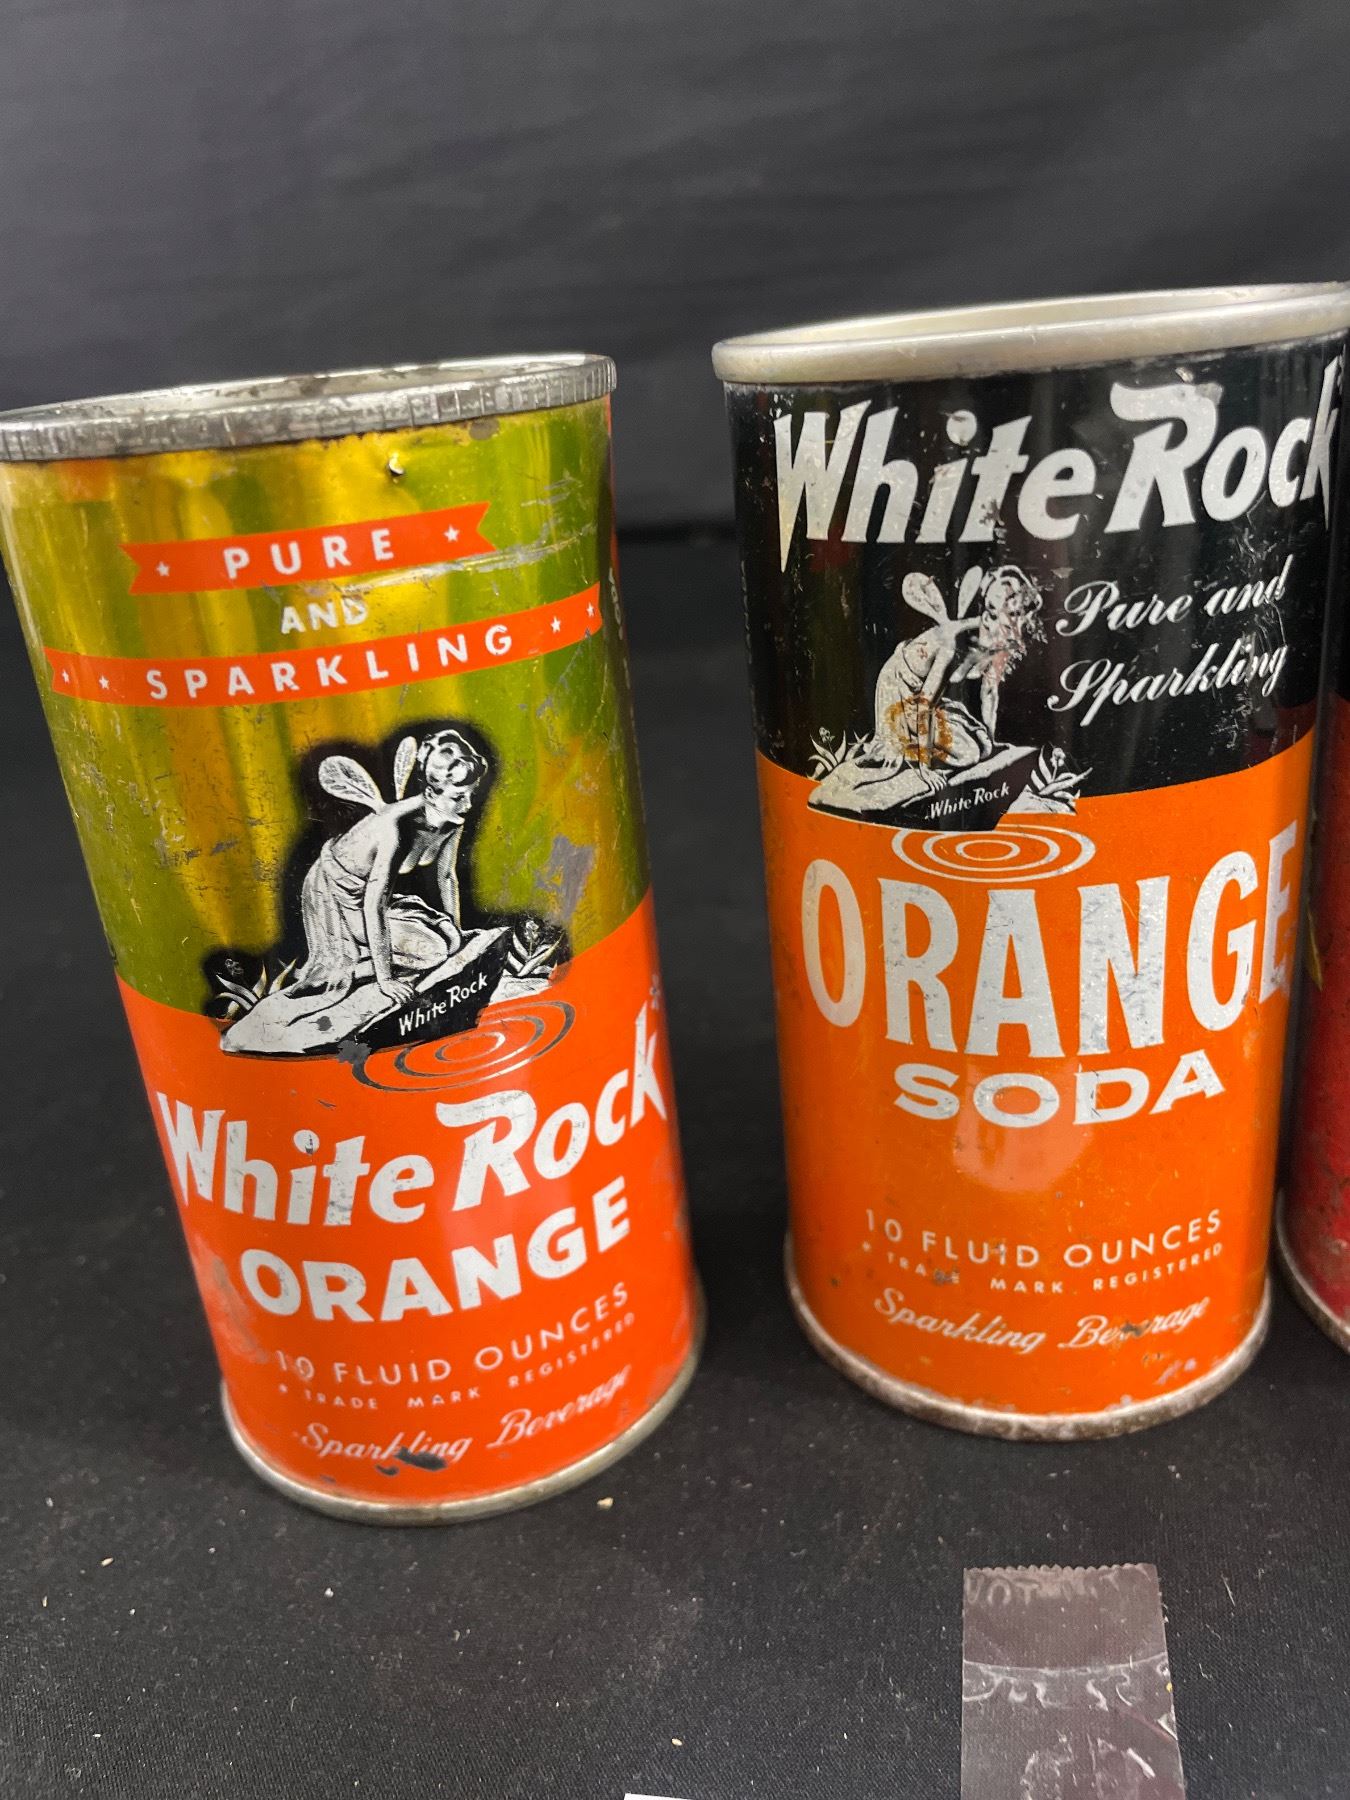 PURE
AND
SPARKLING
White Rock
White Rock*
ORANGE
10 FLUID OUNCES
* TRADE MARK REGISTERED
Sparkling Beverage
White Rock
Pure and
Sparkling
White Rock
ORANGE
SODA
10 FLUID OUNCES
* TRADE MARK REGISTERED
Sparkling Beverage